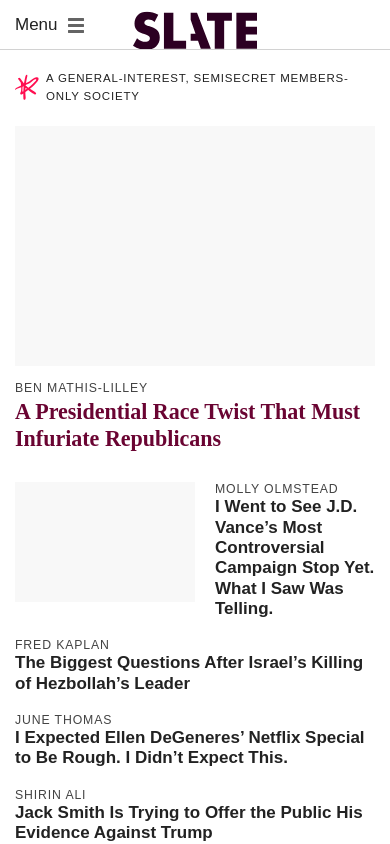 Menu
SLATE
A GENERAL-INTEREST, SEMISECRET MEMBERS-
ONLY SOCIETY
BEN MATHIS-LILLEY
A Presidential Race Twist That Must
Infuriate Republicans
MOLLY OLMSTEAD
I Went to See J.D.
Vance’s Most
Controversial
Campaign Stop Yet.
What I Saw Was
Telling.
FRED KAPLAN
The Biggest Questions After Israel’s Killing
of Hezbollah’s Leader
JUNE THOMAS
I Expected Ellen DeGeneres’ Netflix Special
to Be Rough. I Didn’t Expect This.
SHIRIN ALI
Jack Smith Is Trying to Offer the Public His
Evidence Against Trump